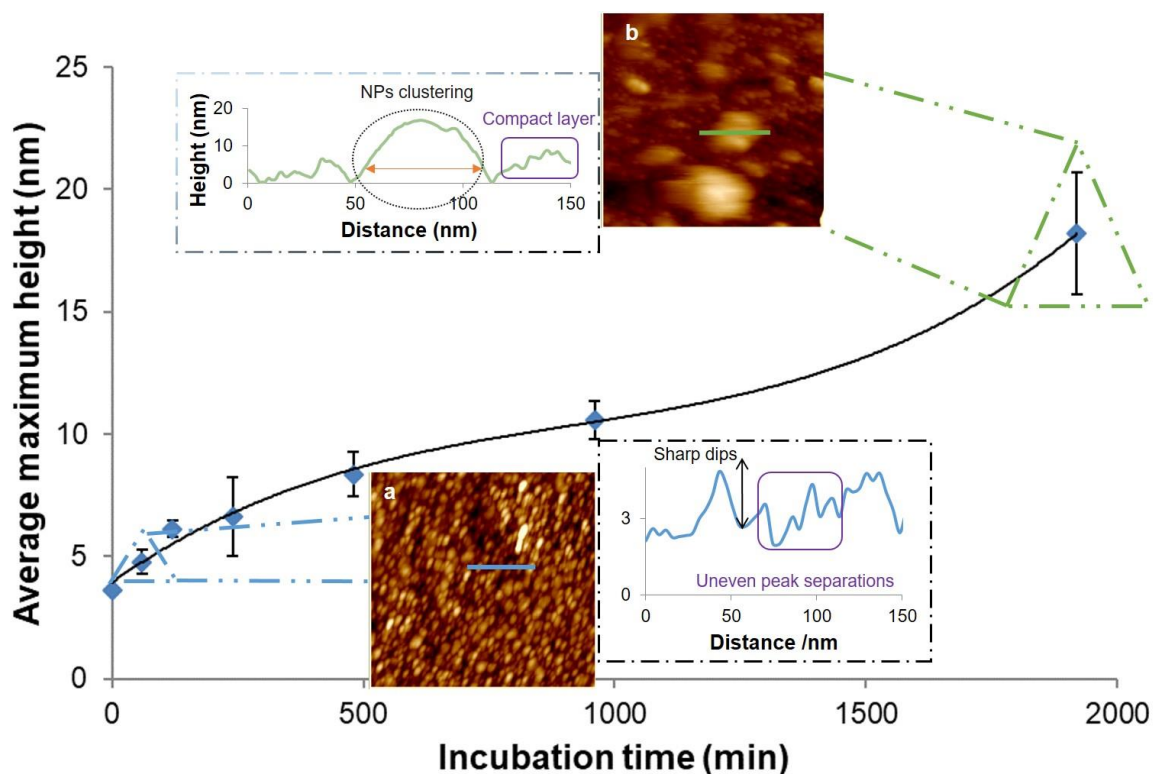 Average maximum height (nm)
25
20
15
10
5
0
0
500
1000
1500
2000
Incubation time (min)
NPs clustering
Compact layer
Height (nm)
20
10
0
0
50
100
150
Distance (nm)
b
a
Sharp dips
3
0
Uneven peak separations
0
50
100
150
Distance /nm